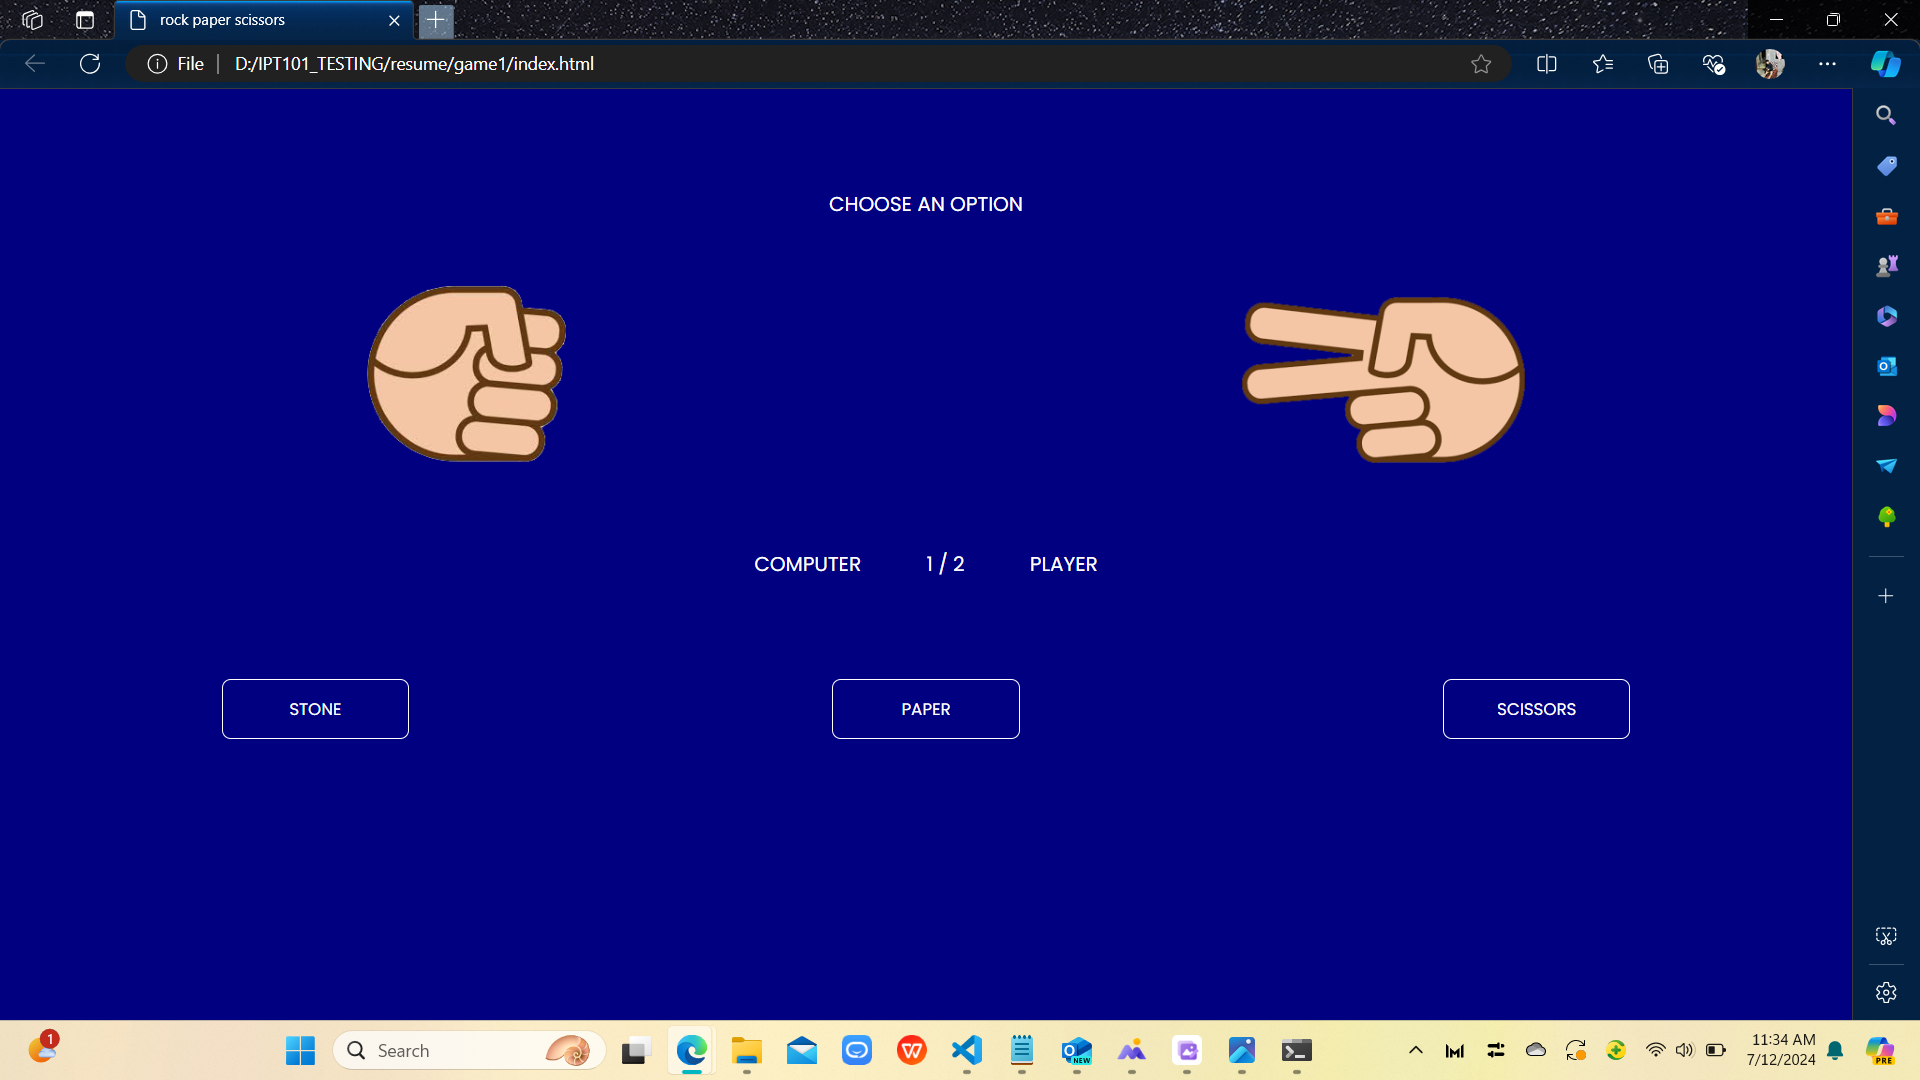 rock paper scissors
File
D:/IPT101_TESTING/resume/game1/index.html
CHOOSE AN OPTION
COMPUTER 1 / 2 PLAYER
STONE PAPER SCISSORS
1
Search
NEW
11:34 AM
7/12/2024
PRE